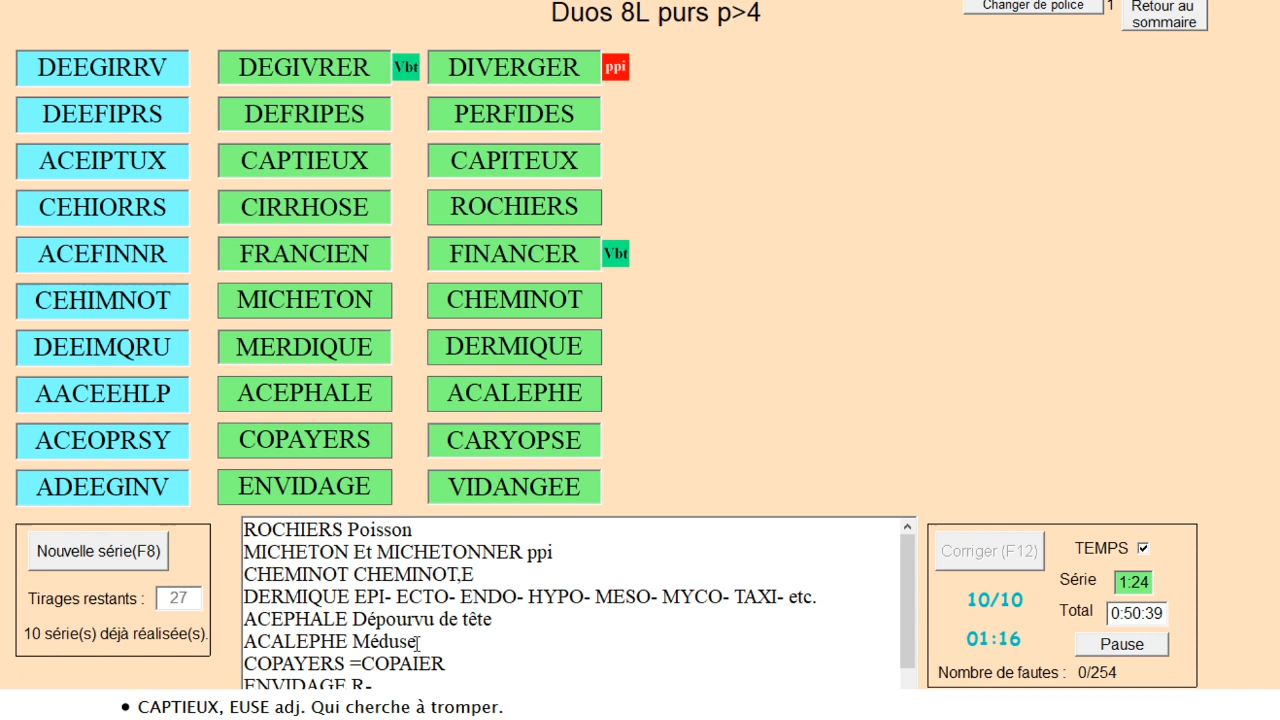 Duos 8L purs p>4
Changer de police 1 Retour au
sommaire
DEEGIRRV DEGIVRER Vbt DIVERGER ppi
DEEFIPRS DEFRIPES PERFIDES
ACEIPTUX CAPTIEUX CAPITEUX
CEHIORRS CIRRHOSE ROCHIERS
ACEFINNR FRANCIEN FINANCER Vbt
CEHIMNOT MICHETON CHEMINOT
DEEIMQRU MERDIQUE DERMIQUE
AACEEHLP ACEPHALE ACALEPHE
ACEOPRSY COPAYERS CARYOPSE
ADEEGINV ENVIDAGE VIDANGEE
Nouvelle série(F8)
Tirages restants : 27
10 série(s) déjà réalisée(s).
ROCHIERS Poisson
MICHETON Et MICHETONNER ppi
CHEMINOT CHEMINOT,E
DERMIQUE EPI- ECTO- ENDO- HYPO- MESO- MYCO- TAXI- etc.
ACEPHALE Dépourvu de tête
ACALEPHE Méduse
COPAYERS =COPAIER
ENVIDAGE R-
Corriger (F12) TEMPS
Série 1:24
10/10 Total 0:50:39
01:16 Pause
Nombre de fautes : 0/254
• CAPTIEUX, EUSE adj. Qui cherche à tromper.